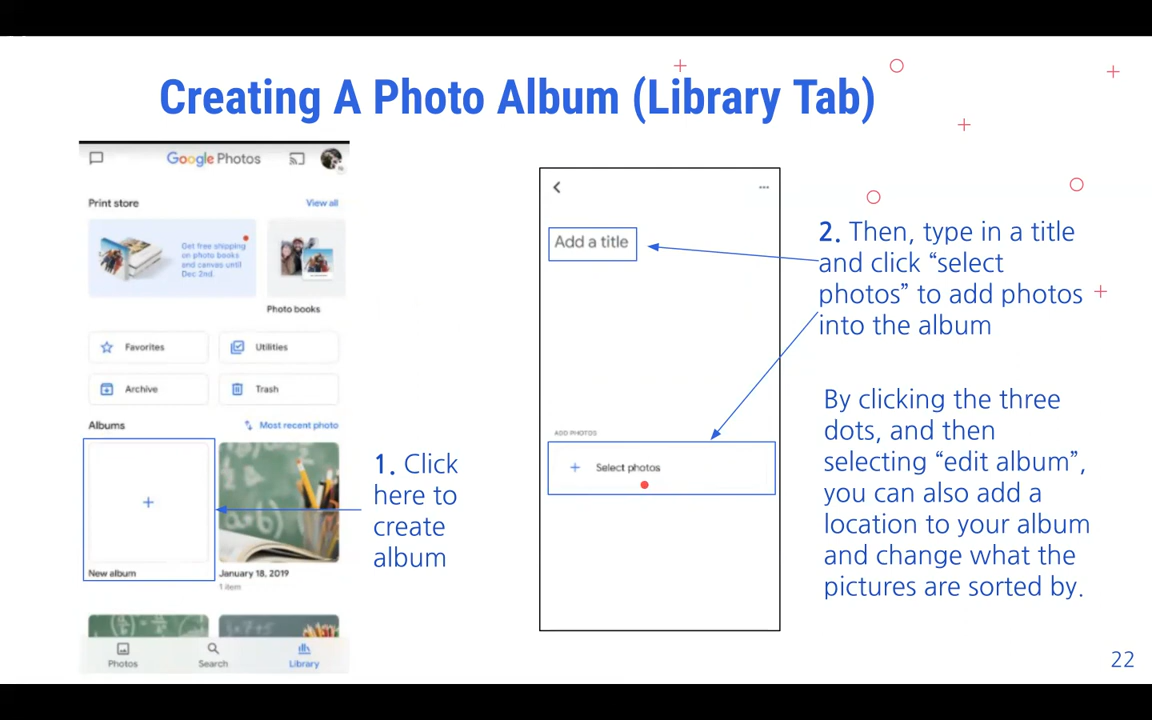 Creating A Photo Album (Library Tab)
Google Photos
Print store
View all
Get free shipping
on photo books
and canvas until
Dec 2nd.
Photo books
Favorites
Utilities
Archive
Trash
Albums
Most recent photo
New album
January 18, 2019
1 item
Photos
Search
Library
1. Click
here to
create
album
Add a title
ADD PHOTOS
+ Select photos
2. Then, type in a title
and click “select
photos” to add photos
into the album
By clicking the three
dots, and then
selecting “edit album”,
you can also add a
location to your album
and change what the
pictures are sorted by.
22